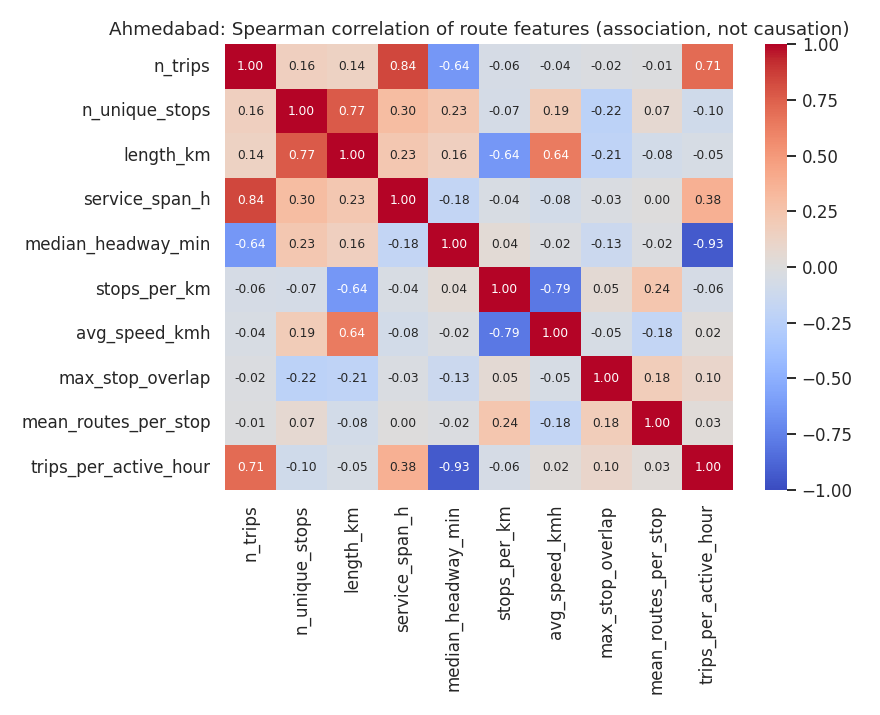 Ahmedabad: Spearman correlation of route features (association, not causation)
n_trips 1.00 0.16 0.14 0.84 -0.64 -0.06 -0.04 -0.02 -0.01 0.71
n_unique_stops 0.16 1.00 0.77 0.30 0.23 -0.07 0.19 -0.22 0.07 -0.10
length_km 0.14 0.77 1.00 0.23 0.16 -0.64 0.64 -0.21 -0.08 -0.05
service_span_h 0.84 0.30 0.23 1.00 -0.18 -0.04 -0.08 -0.03 0.00 0.38
median_headway_min -0.64 0.23 0.16 -0.18 1.00 0.04 -0.02 -0.13 -0.02 -0.93
stops_per_km -0.06 -0.07 -0.64 -0.04 0.04 1.00 -0.79 0.05 0.24 -0.06
avg_speed_kmh -0.04 0.19 0.64 -0.08 -0.02 -0.79 1.00 -0.05 -0.18 0.02
max_stop_overlap -0.02 -0.22 -0.21 -0.03 -0.13 0.05 -0.05 1.00 0.18 0.10
mean_routes_per_stop -0.01 0.07 -0.08 0.00 -0.02 0.24 -0.18 0.18 1.00 0.03
trips_per_active_hour 0.71 -0.10 -0.05 0.38 -0.93 -0.06 0.02 0.10 0.03 1.00
n_trips
n_unique_stops
length_km
service_span_h
median_headway_min
stops_per_km
avg_speed_kmh
max_stop_overlap
mean_routes_per_stop
trips_per_active_hour
1.00
0.75
0.50
0.25
0.00
−0.25
−0.50
−0.75
−1.00